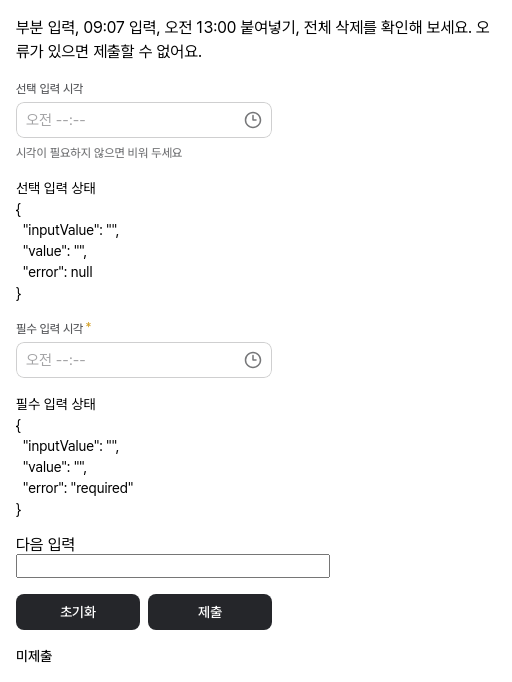 부분 입력, 09:07 입력, 오전 13:00 붙여넣기, 전체 삭제를 확인해 보세요. 오
류가 있으면 제출할 수 없어요.
선택 입력 시각
오전 --:--
시각이 필요하지 않으면 비워 두세요
선택 입력 상태
{
"inputValue": "",
"value": "",
"error": null
}
필수 입력 시각 *
오전 --:--
필수 입력 상태
{
"inputValue": "",
"value": "",
"error": "required"
}
다음 입력
초기화 제출
미제출